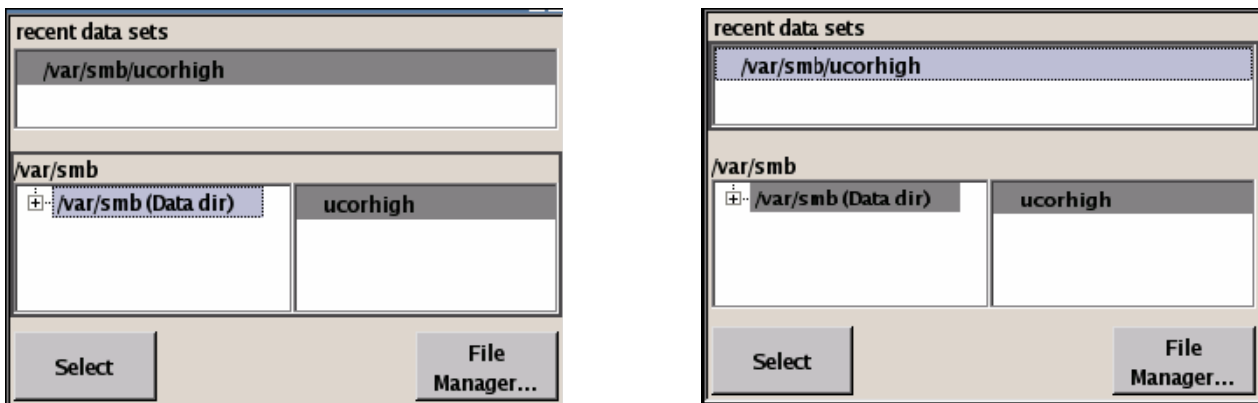 recent data sets
/var/smb/ucorhigh
/var/smb
/var/smb (Data dir)
ucorhigh
Select
File
Manager...
recent data sets
/var/smb/ucorhigh
/var/smb
/var/smb (Data dir)
ucorhigh
Select
File
Manager...